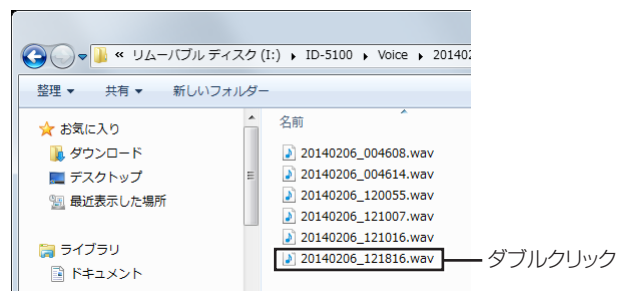 « リムーバブル ディスク (I:) ▸ ID-5100 ▸ Voice ▸ 20140
整理 ▼ 共有 ▼ 新しいフォルダー
お気に入り
ダウンロード
デスクトップ
最近表示した場所
ライブラリ
ドキュメント
名前
20140206_004608.wav
20140206_004614.wav
20140206_120055.wav
20140206_121007.wav
20140206_121016.wav
20140206_121816.wav
ダブルクリック